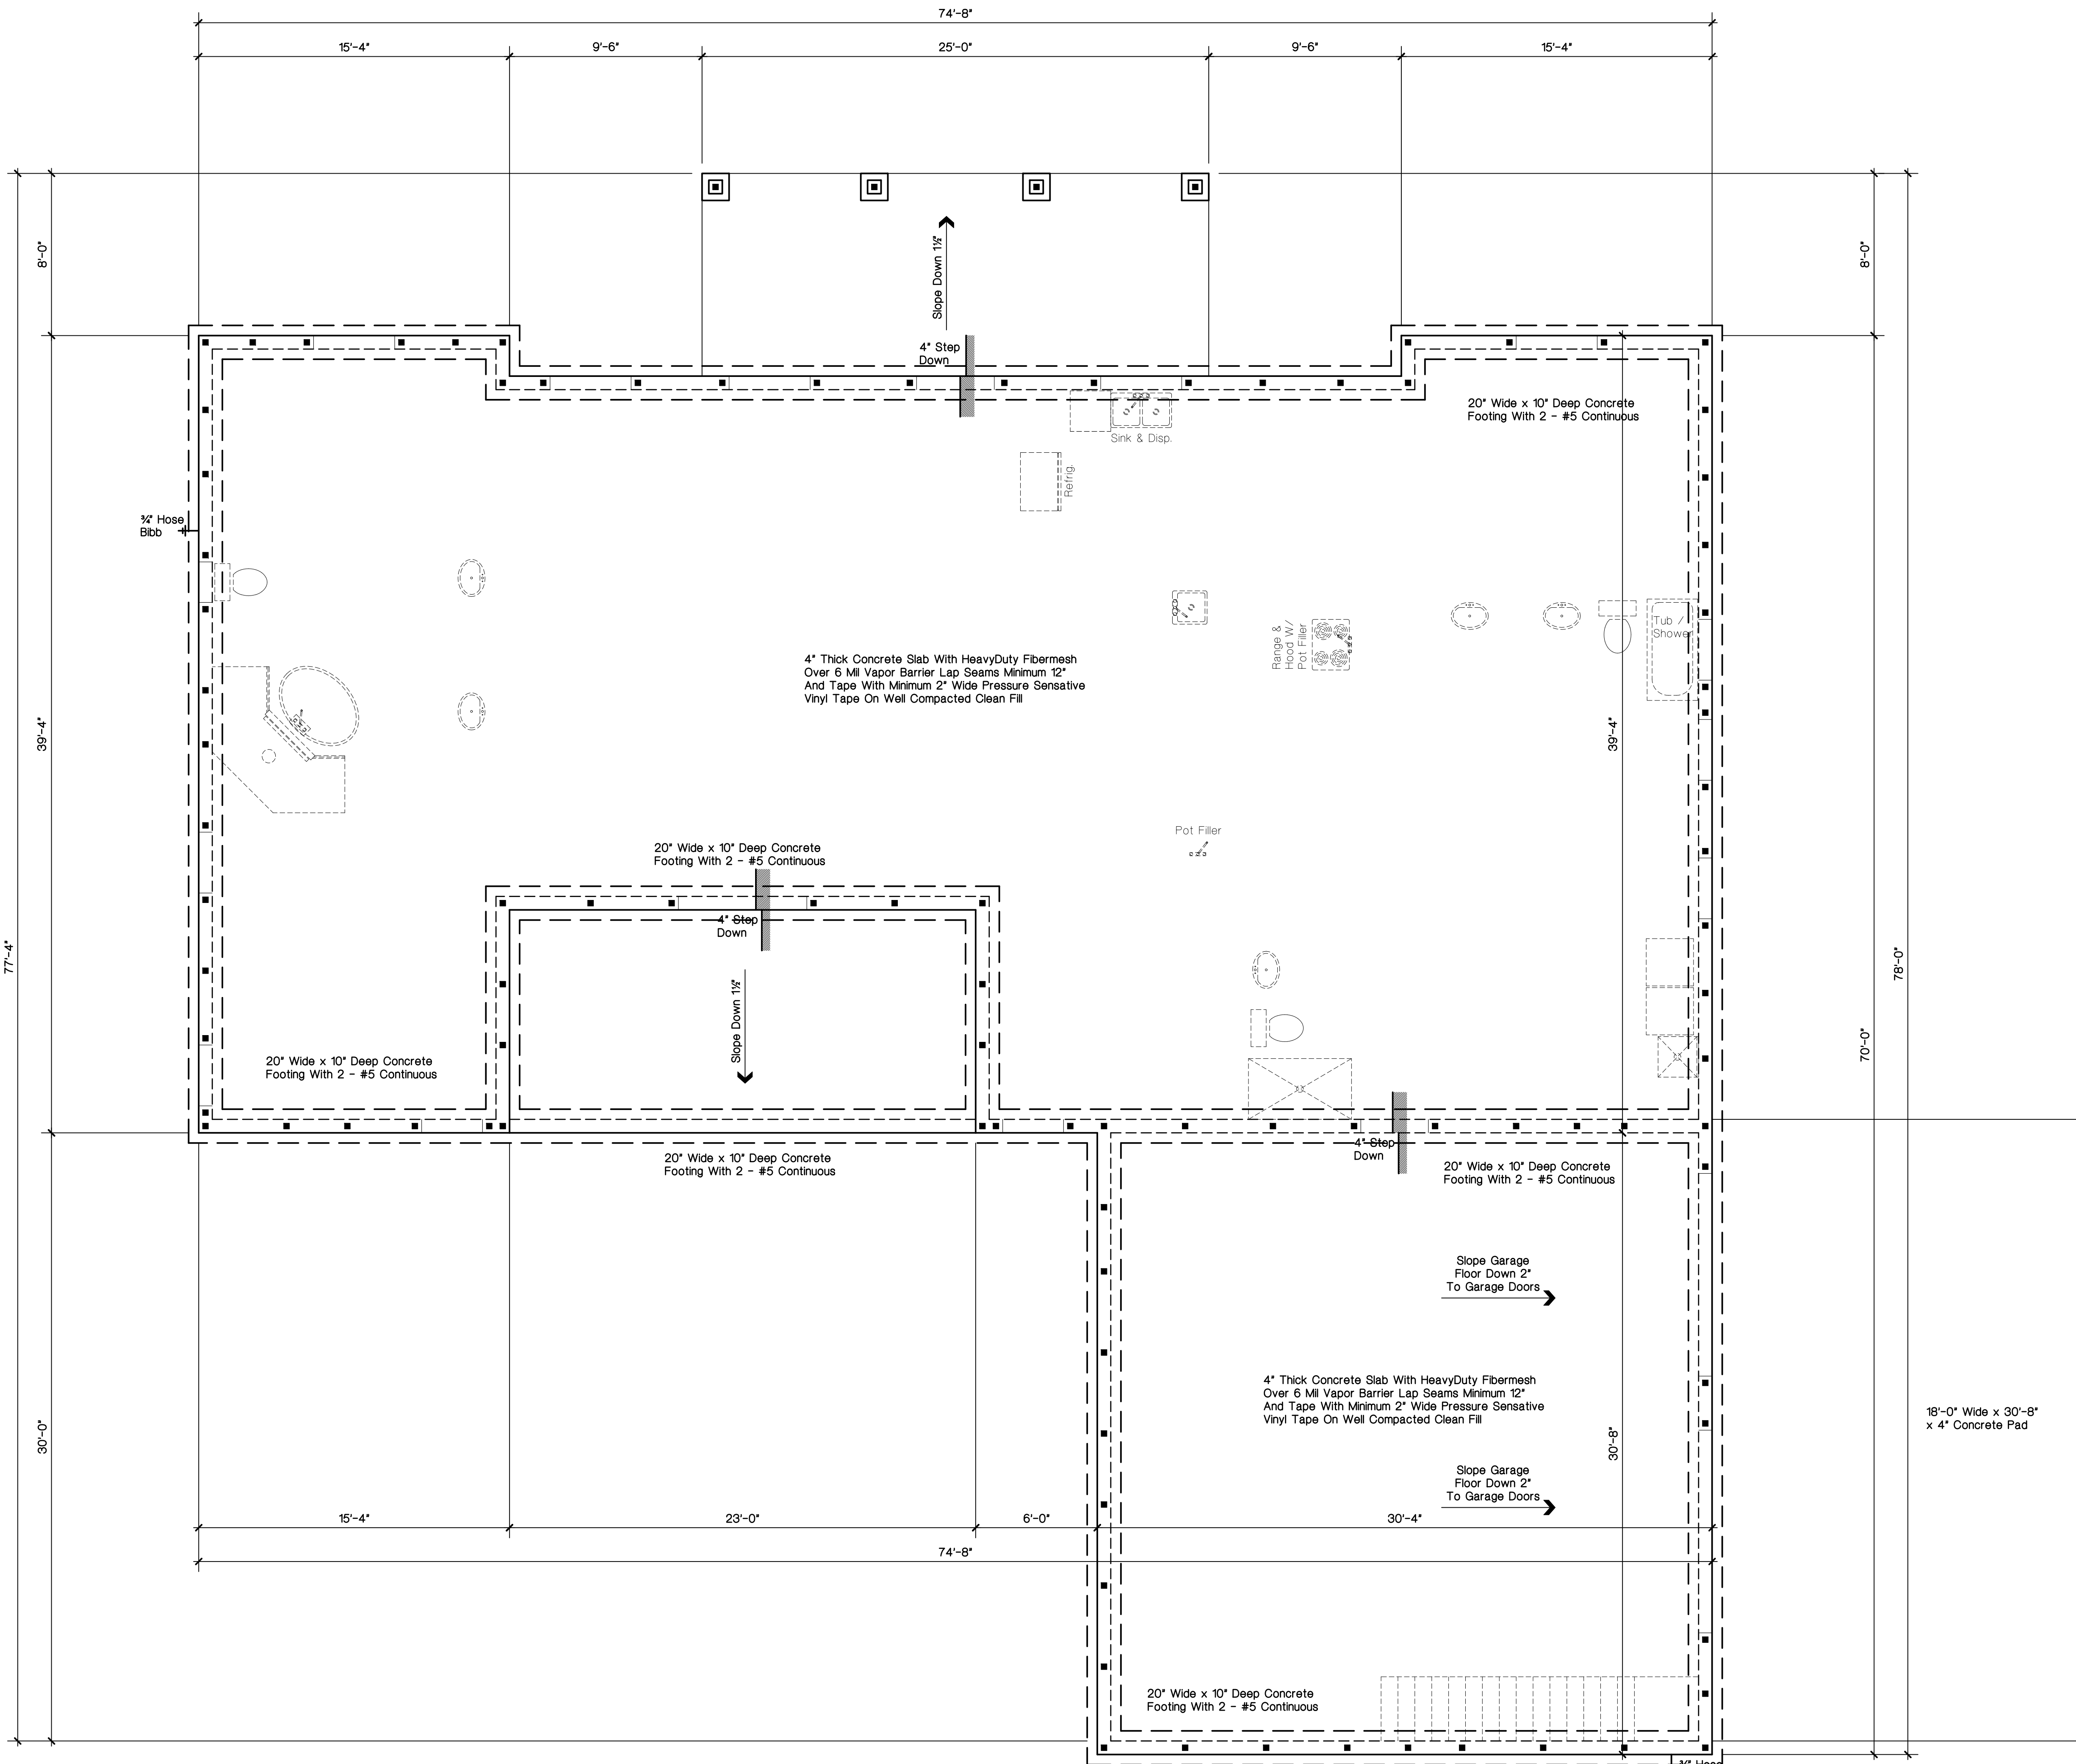 74'-8"
15'-4"
9'-6"
25'-0"
9'-6"
15'-4"
8'-0"
8'-0"
Slope Down 1½"
4" Step
Down
20" Wide x 10" Deep Concrete
Footing With 2 - #5 Continuous
Sink & Disp.
Refrig.
¾" Hose
Bibb
Range &
Hood W/
Pot Filler
Tub /
Shower
4" Thick Concrete Slab With HeavyDuty Fibermesh
Over 6 Mil Vapor Barrier Lap Seams Minimum 12"
And Tape With Minimum 2" Wide Pressure Sensative
Vinyl Tape On Well Compacted Clean Fill
39'-4"
39'-4"
Pot Filler
20" Wide x 10" Deep Concrete
Footing With 2 - #5 Continuous
4" Step
Down
77'-4"
78'-0"
Slope Down 1½"
70'-0"
20" Wide x 10" Deep Concrete
Footing With 2 - #5 Continuous
4" Step
Down
20" Wide x 10" Deep Concrete
Footing With 2 - #5 Continuous
20" Wide x 10" Deep Concrete
Footing With 2 - #5 Continuous
Slope Garage
Floor Down 2"
To Garage Doors
4" Thick Concrete Slab With HeavyDuty Fibermesh
Over 6 Mil Vapor Barrier Lap Seams Minimum 12"
And Tape With Minimum 2" Wide Pressure Sensative
Vinyl Tape On Well Compacted Clean Fill
18'-0" Wide x 30'-8"
x 4" Concrete Pad
30'-0"
30'-8"
Slope Garage
Floor Down 2"
To Garage Doors
15'-4"
23'-0"
6'-0"
30'-4"
74'-8"
20" Wide x 10" Deep Concrete
Footing With 2 - #5 Continuous
¾" Hose